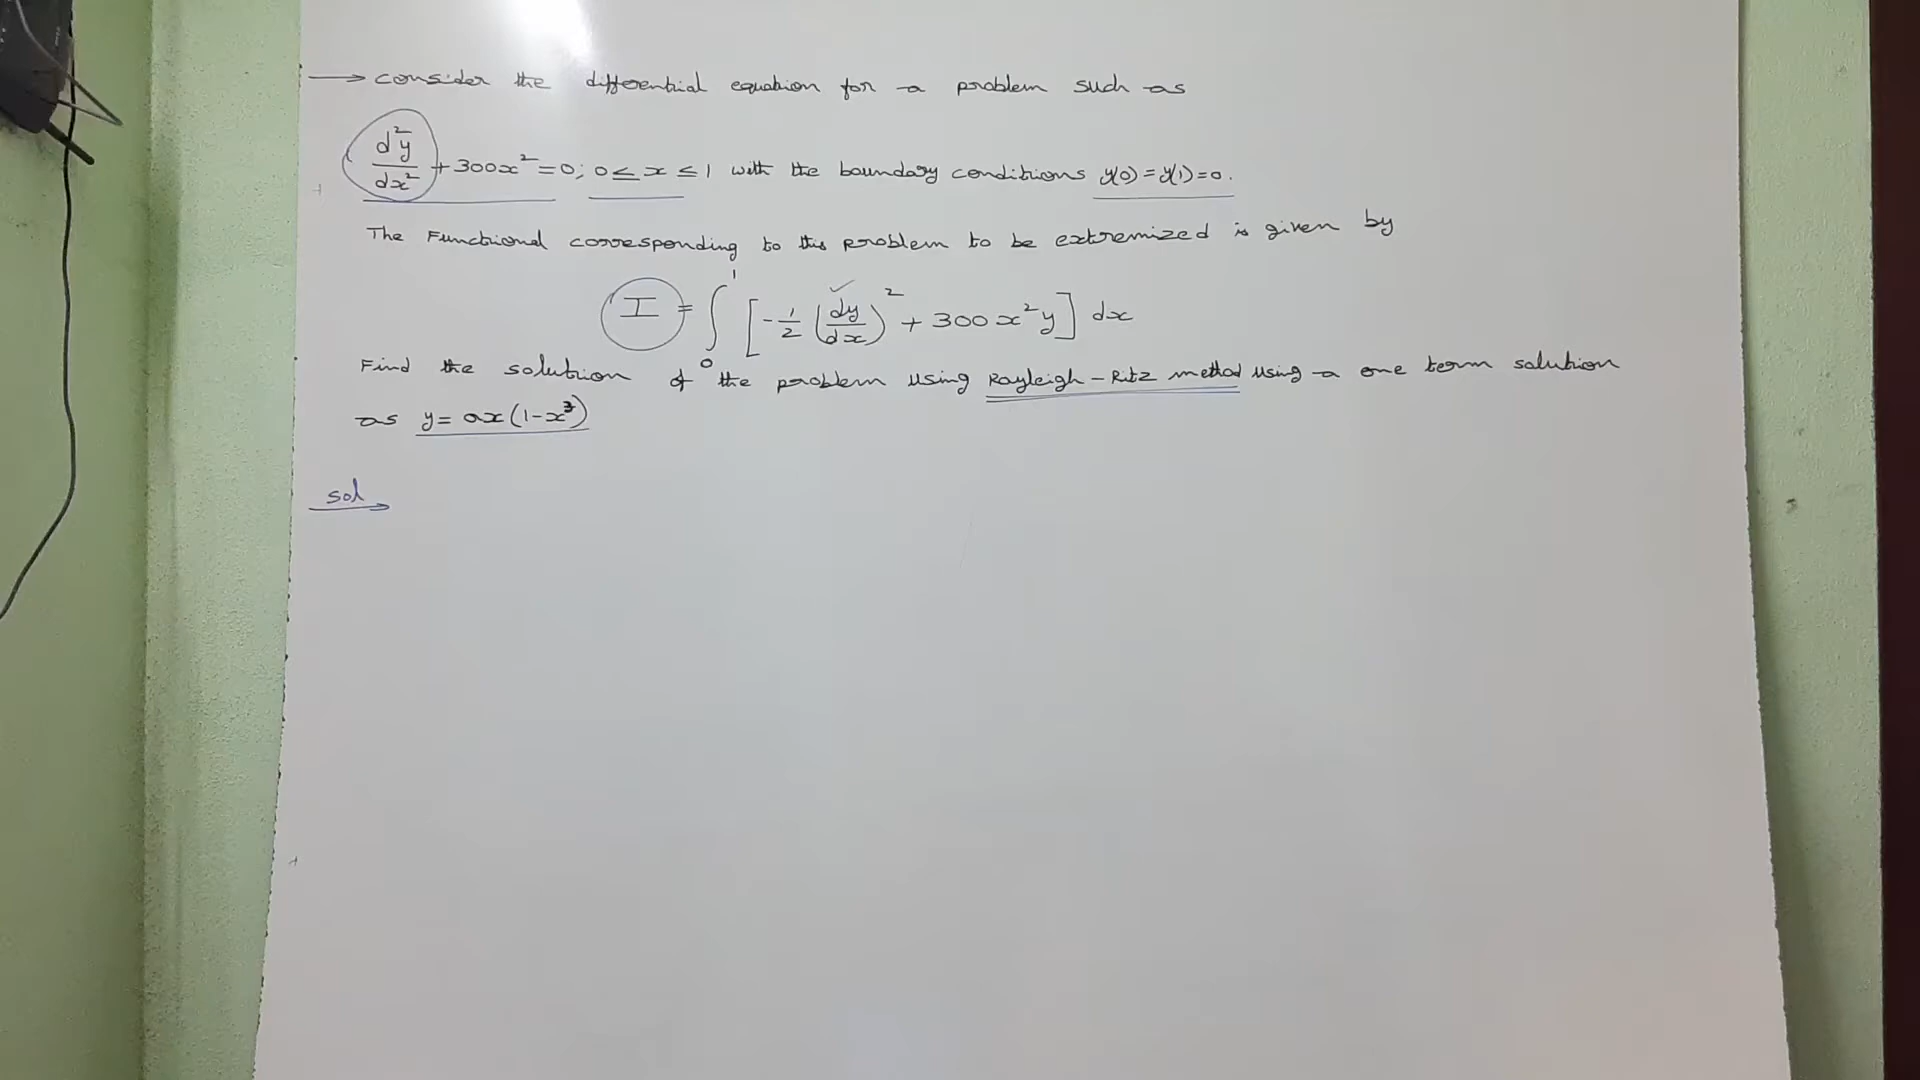 → consider the differential equation for a problem such as
d²y/dx² + 300x² = 0; 0 ≤ x ≤ 1 with the boundary conditions y(0) = y(1) = 0.
The Functional corresponding to this problem to be extremized is given by
I = ∫₀¹ [-1/2 (dy/dx)² + 300x²y] dx
Find the solution of the problem using Rayleigh-Ritz method using a one term solution
as y = ax(1-x³)
sol